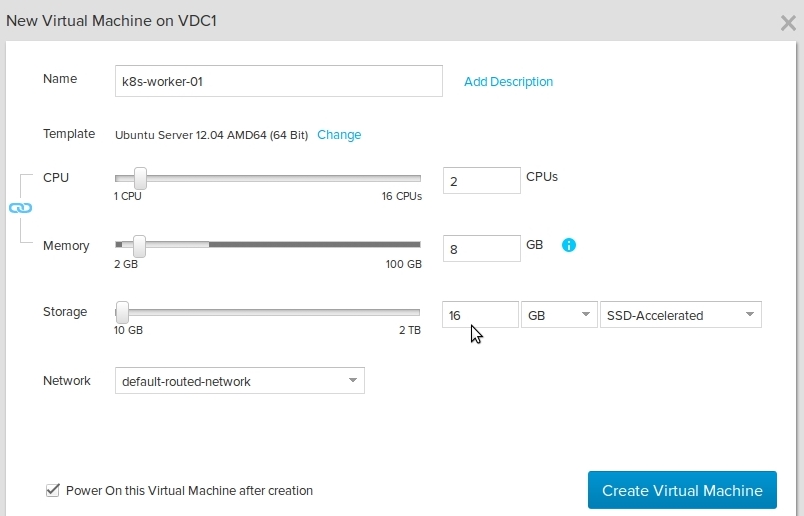 New Virtual Machine on VDC1
Name k8s-worker-01 Add Description
Template Ubuntu Server 12.04 AMD64 (64 Bit) Change
CPU 2 CPUs
1 CPU 16 CPUs
Memory 8 GB
2 GB 100 GB
Storage 16 GB SSD-Accelerated
10 GB 2 TB
Network default-routed-network
Power On this Virtual Machine after creation Create Virtual Machine